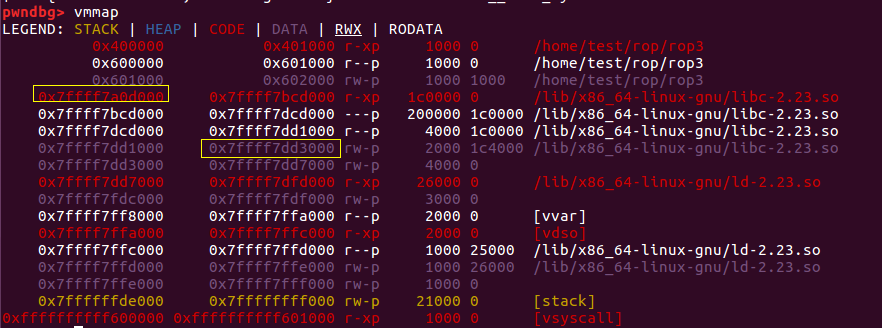 pwndbg> vmmap
LEGEND: STACK | HEAP | CODE | DATA | RWX | RODATA
0x400000 0x401000 r-xp 1000 0 /home/test/rop/rop3
0x600000 0x601000 r--p 1000 0 /home/test/rop/rop3
0x601000 0x602000 rw-p 1000 1000 /home/test/rop/rop3
0x7ffff7a0d000 0x7ffff7bcd000 r-xp 1c0000 0 /lib/x86_64-linux-gnu/libc-2.23.so
0x7ffff7bcd000 0x7ffff7dcd000 ---p 200000 1c0000 /lib/x86_64-linux-gnu/libc-2.23.so
0x7ffff7dcd000 0x7ffff7dd1000 r--p 4000 1c0000 /lib/x86_64-linux-gnu/libc-2.23.so
0x7ffff7dd1000 0x7ffff7dd3000 rw-p 2000 1c4000 /lib/x86_64-linux-gnu/libc-2.23.so
0x7ffff7dd3000 0x7ffff7dd7000 rw-p 4000 0
0x7ffff7dd7000 0x7ffff7dfd000 r-xp 26000 0 /lib/x86_64-linux-gnu/ld-2.23.so
0x7ffff7fdc000 0x7ffff7fdf000 rw-p 3000 0
0x7ffff7ff8000 0x7ffff7ffa000 r--p 2000 0 [vvar]
0x7ffff7ffa000 0x7ffff7ffc000 r-xp 2000 0 [vdso]
0x7ffff7ffc000 0x7ffff7ffd000 r--p 1000 25000 /lib/x86_64-linux-gnu/ld-2.23.so
0x7ffff7ffd000 0x7ffff7ffe000 rw-p 1000 26000 /lib/x86_64-linux-gnu/ld-2.23.so
0x7ffff7ffe000 0x7ffff7fff000 rw-p 1000 0
0x7ffffffde000 0x7ffffffff000 rw-p 21000 0 [stack]
0xffffffffff600000 0xffffffffff601000 r-xp 1000 0 [vsyscall]